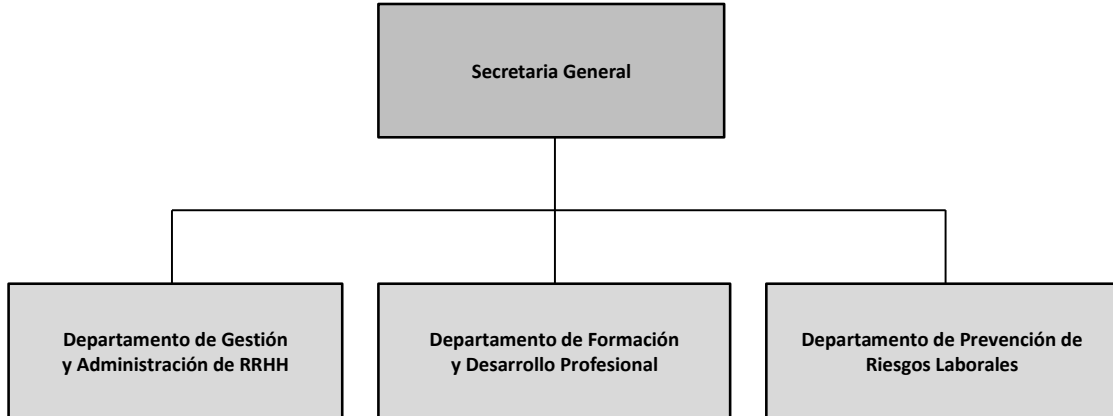 Secretaria General
Departamento de Gestión
y Administración de RRHH
Departamento de Formación
y Desarrollo Profesional
Departamento de Prevención de
Riesgos Laborales